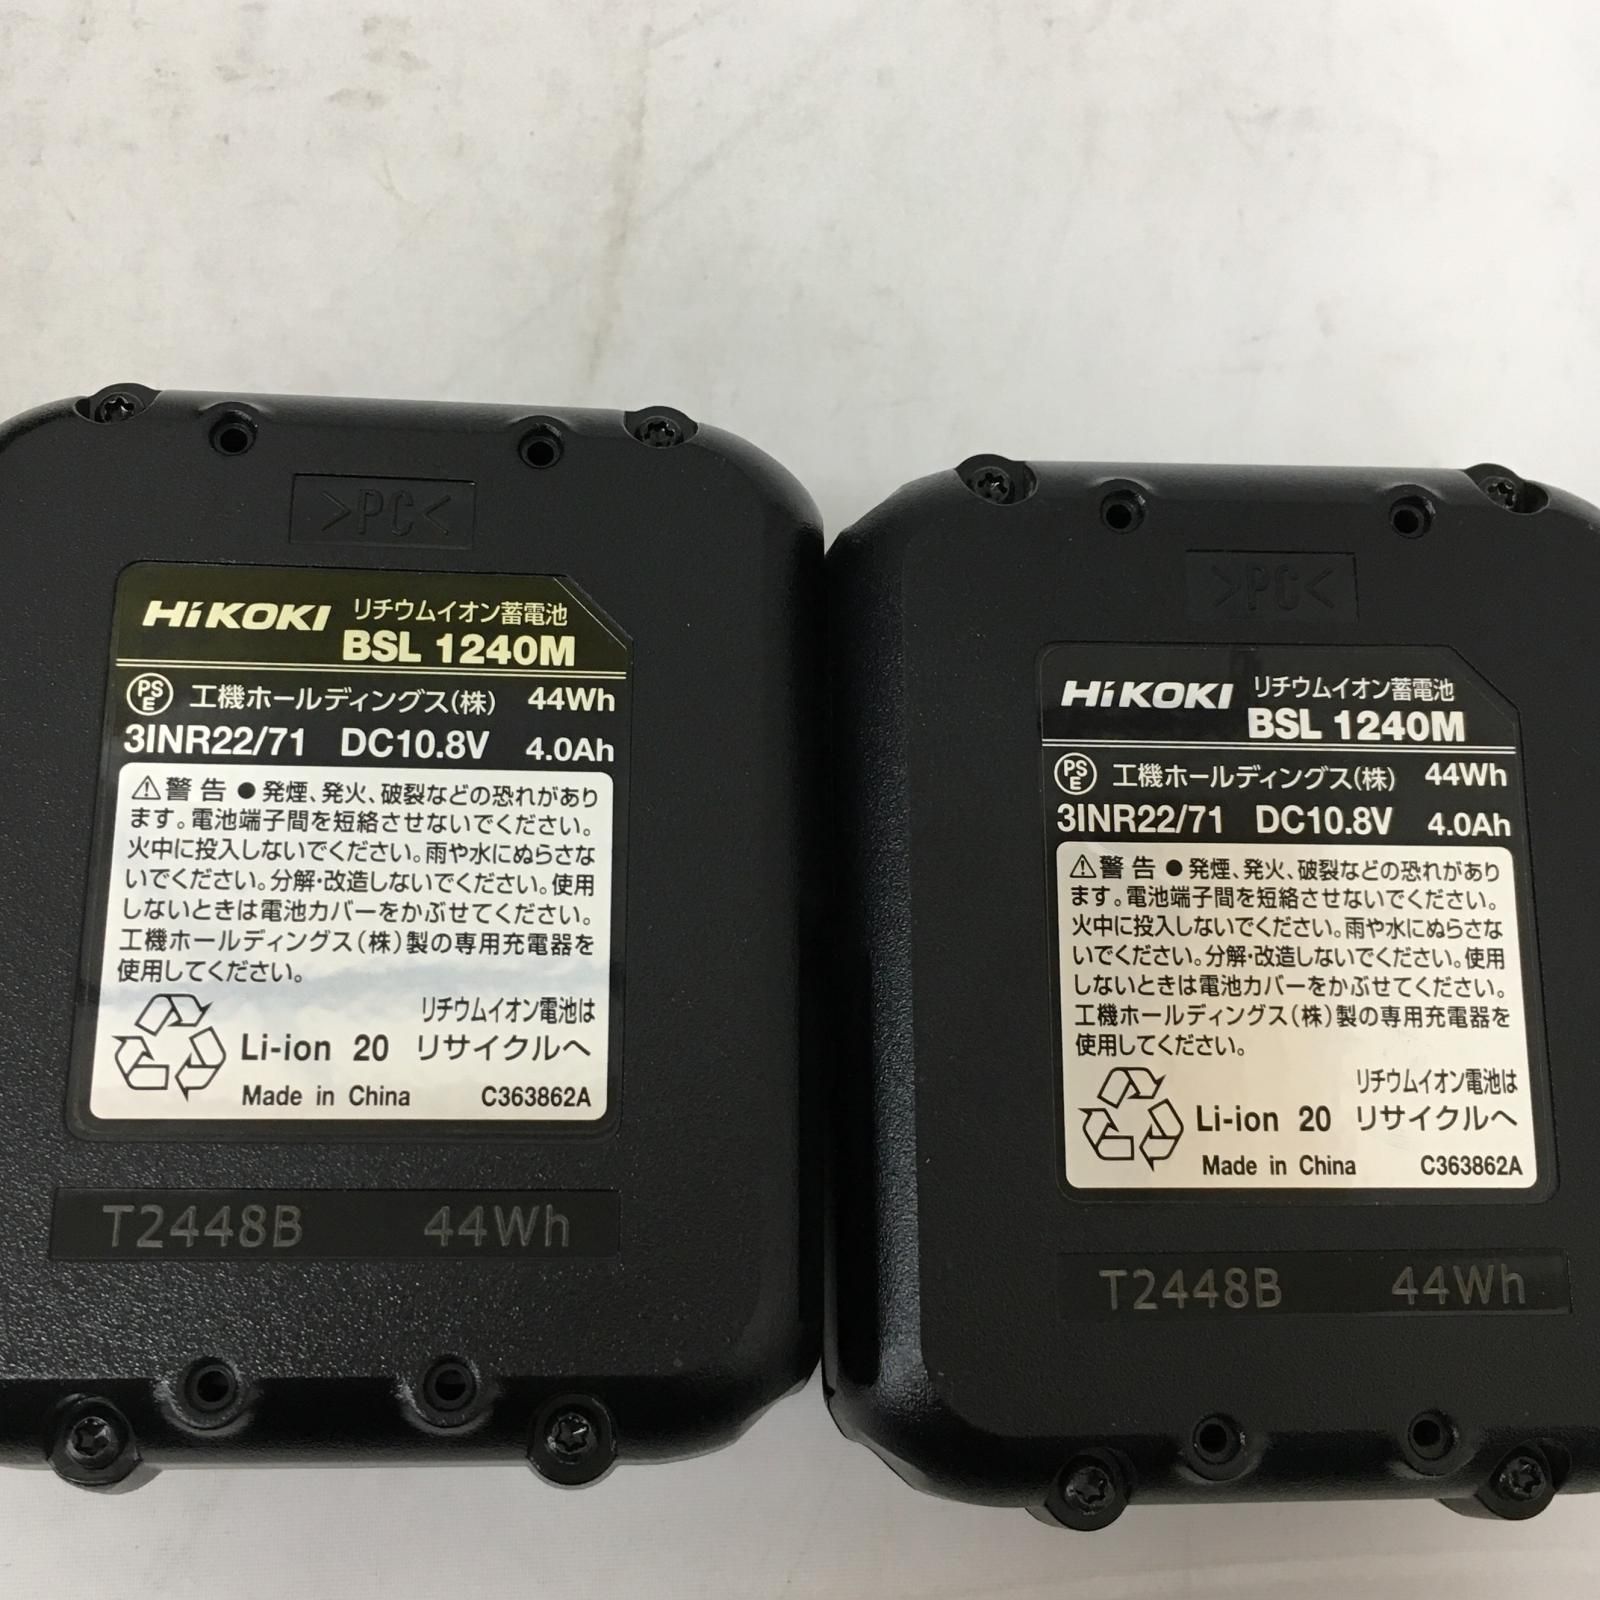 >PC<
HiKOKI リチウムイオン蓄電池
BSL 1240M
PSE 工機ホールディングス(株) 44Wh
3INR22/71 DC10.8V 4.0Ah
⚠警告 ●発煙、発火、破裂などの恐れがあり
ます。電池端子間を短絡させないでください。
火中に投入しないでください。雨や水にぬらさな
いでください。分解・改造しないでください。使用
しないときは電池カバーをかぶせてください。
工機ホールディングス(株)製の専用充電器を
使用してください。
リチウムイオン電池は
Li-ion 20 リサイクルへ
Made in China C363862A
T2448B 44Wh
>PC<
HiKOKI リチウムイオン蓄電池
BSL 1240M
PSE 工機ホールディングス(株) 44Wh
3INR22/71 DC10.8V 4.0Ah
⚠警告 ●発煙、発火、破裂などの恐れがあり
ます。電池端子間を短絡させないでください。
火中に投入しないでください。雨や水にぬらさな
いでください。分解・改造しないでください。使用
しないときは電池カバーをかぶせてください。
工機ホールディングス(株)製の専用充電器を
使用してください。
リチウムイオン電池は
Li-ion 20 リサイクルへ
Made in China C363862A
T2448B 44Wh